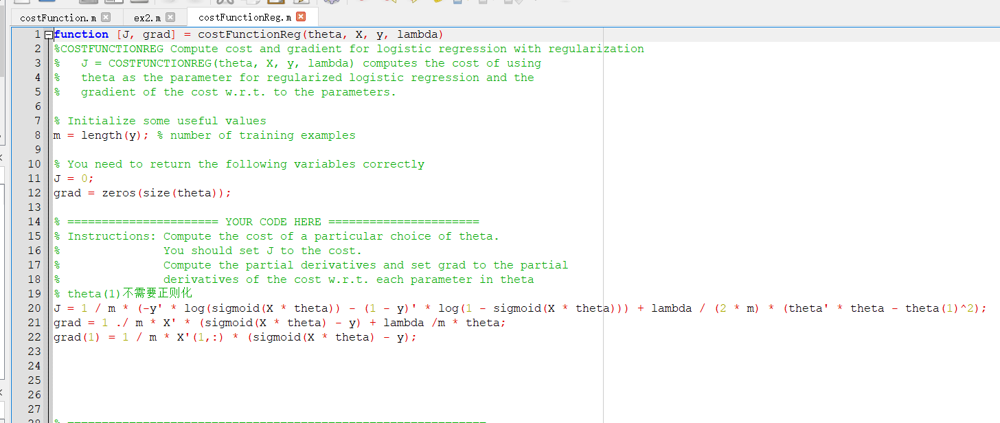 costFunction.m ex2.m costFunctionReg.m
1 function [J, grad] = costFunctionReg(theta, X, y, lambda)
2 %COSTFUNCTIONREG Compute cost and gradient for logistic regression with regularization
3 %   J = COSTFUNCTIONREG(theta, X, y, lambda) computes the cost of using
4 %   theta as the parameter for regularized logistic regression and the
5 %   gradient of the cost w.r.t. to the parameters.
6
7 % Initialize some useful values
8 m = length(y); % number of training examples
9
10 % You need to return the following variables correctly
11 J = 0;
12 grad = zeros(size(theta));
13
14 % ====================== YOUR CODE HERE ======================
15 % Instructions: Compute the cost of a particular choice of theta.
16 %               You should set J to the cost.
17 %               Compute the partial derivatives and set grad to the partial
18 %               derivatives of the cost w.r.t. each parameter in theta
19 % theta(1)不需要正则化
20 J = 1 / m * (-y' * log(sigmoid(X * theta)) - (1 - y)' * log(1 - sigmoid(X * theta))) + lambda / (2 * m) * (theta' * theta - theta(1)^2);
21 grad = 1 ./ m * X' * (sigmoid(X * theta) - y) + lambda /m * theta;
22 grad(1) = 1 / m * X'(1,:) * (sigmoid(X * theta) - y);
23
24
25
26
27
28 % =============================================================